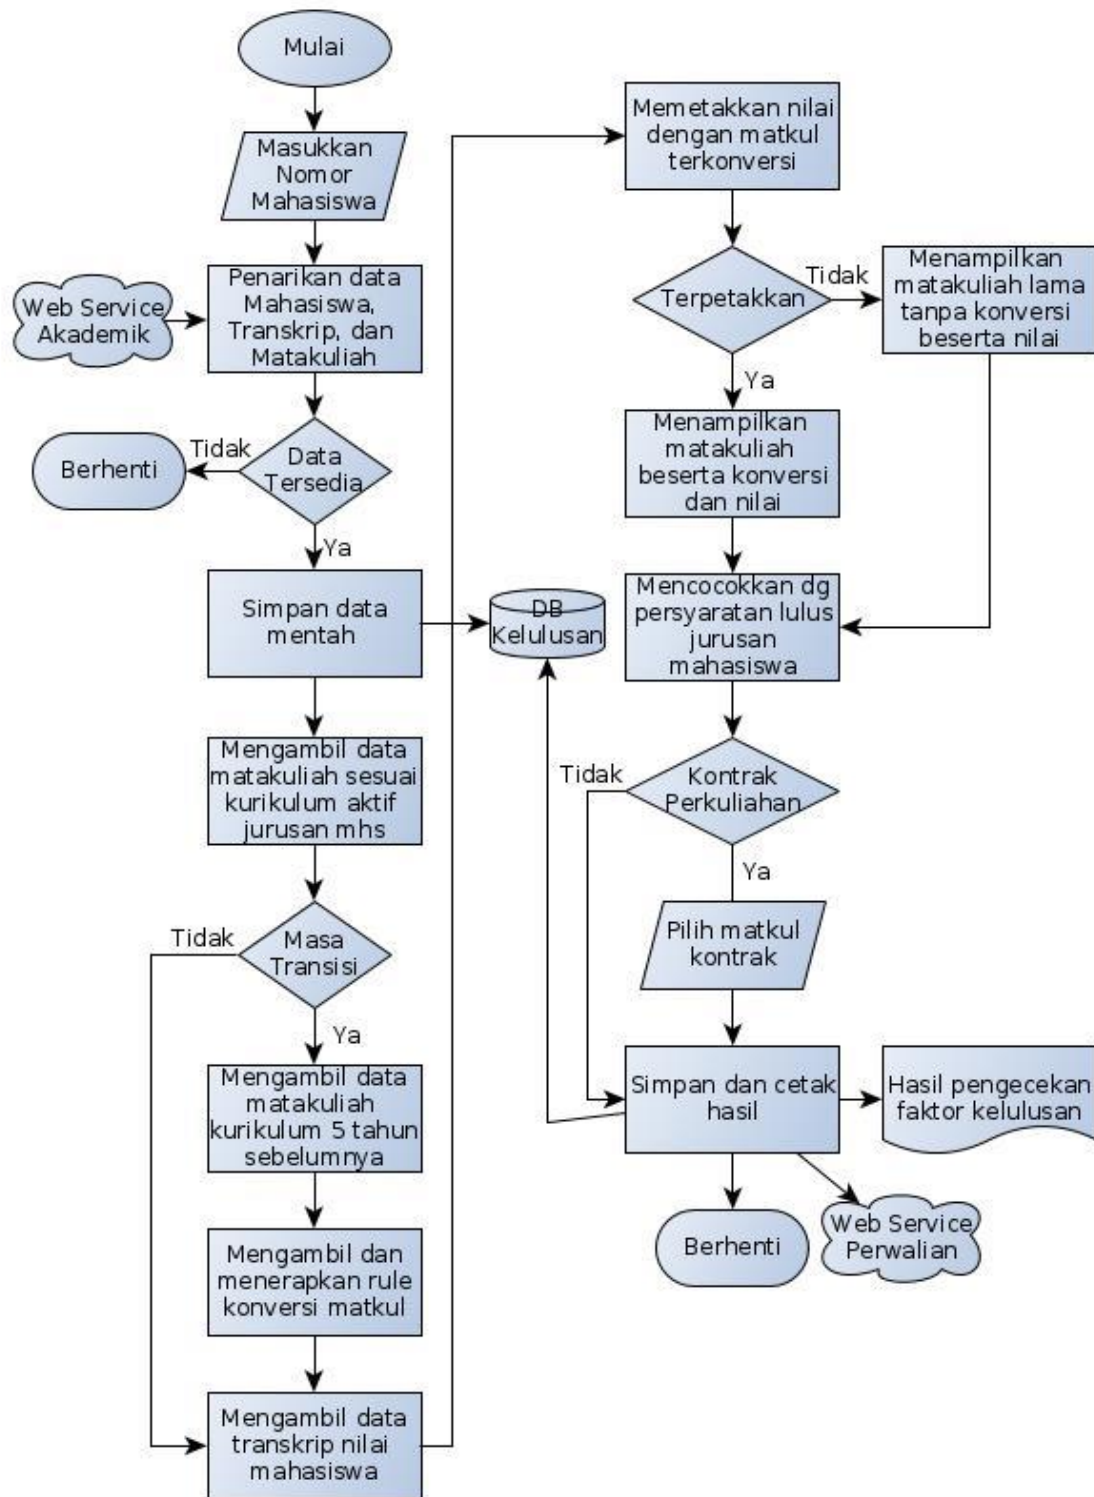 Mulai
Masukkan
Nomor
Mahasiswa
Penarikan data
Mahasiswa,
Transkrip, dan
Matakuliah
Web Service
Akademik
Data
Tersedia
Tidak
Berhenti
Ya
Simpan data
mentah
DB
Kelulusan
Mengambil data
matakuliah sesuai
kurikulum aktif
jurusan mhs
Masa
Transisi
Tidak
Ya
Mengambil data
matakuliah
kurikulum 5 tahun
sebelumnya
Mengambil dan
menerapkan rule
konversi matkul
Mengambil data
transkrip nilai
mahasiswa
Memetakkan nilai
dengan matkul
terkonversi
Terpetakkan
Tidak
Menampilkan
matakuliah lama
tanpa konversi
beserta nilai
Ya
Menampilkan
matakuliah
beserta konversi
dan nilai
Mencocokkan dg
persyaratan lulus
jurusan
mahasiswa
Kontrak
Perkuliahan
Tidak
Ya
Pilih matkul
kontrak
Simpan dan cetak
hasil
Hasil pengecekan
faktor kelulusan
Berhenti
Web Service
Perwalian